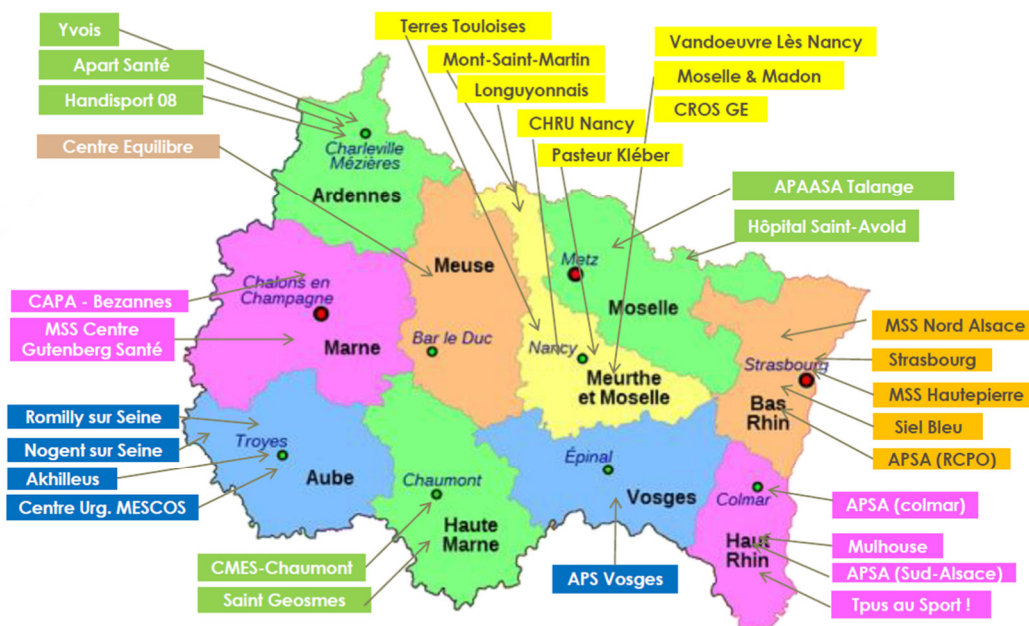 Yvois
Apart Santé
Handisport 08
Centre Equilibre
Terres Touloises
Mont-Saint-Martin
Longuyonnais
CHRU Nancy
Pasteur Kléber
Vandoeuvre Lès Nancy
Moselle & Madon
CROS GE
APAASA Talange
Hôpital Saint-Avold
Charleville
Mézières
Ardennes
Meuse
Metz
Moselle
CAPA - Bezannes
MSS Centre
Gutenberg Santé
Chalons en
Champagne
Marne
Bar le Duc
Nancy
Meurthe
et Moselle
Strasbourg
Bas
Rhin
MSS Nord Alsace
Strasbourg
MSS Hautepierre
Siel Bleu
APSA (RCPO)
Romilly sur Seine
Nogent sur Seine
Akhilleus
Centre Urg. MESCOS
Troyes
Aube
Chaumont
Haute
Marne
Épinal
Vosges
Colmar
Haut
Rhin
APSA (colmar)
Mulhouse
APSA (Sud-Alsace)
Tpus au Sport !
CMES-Chaumont
Saint Geosmes
APS Vosges